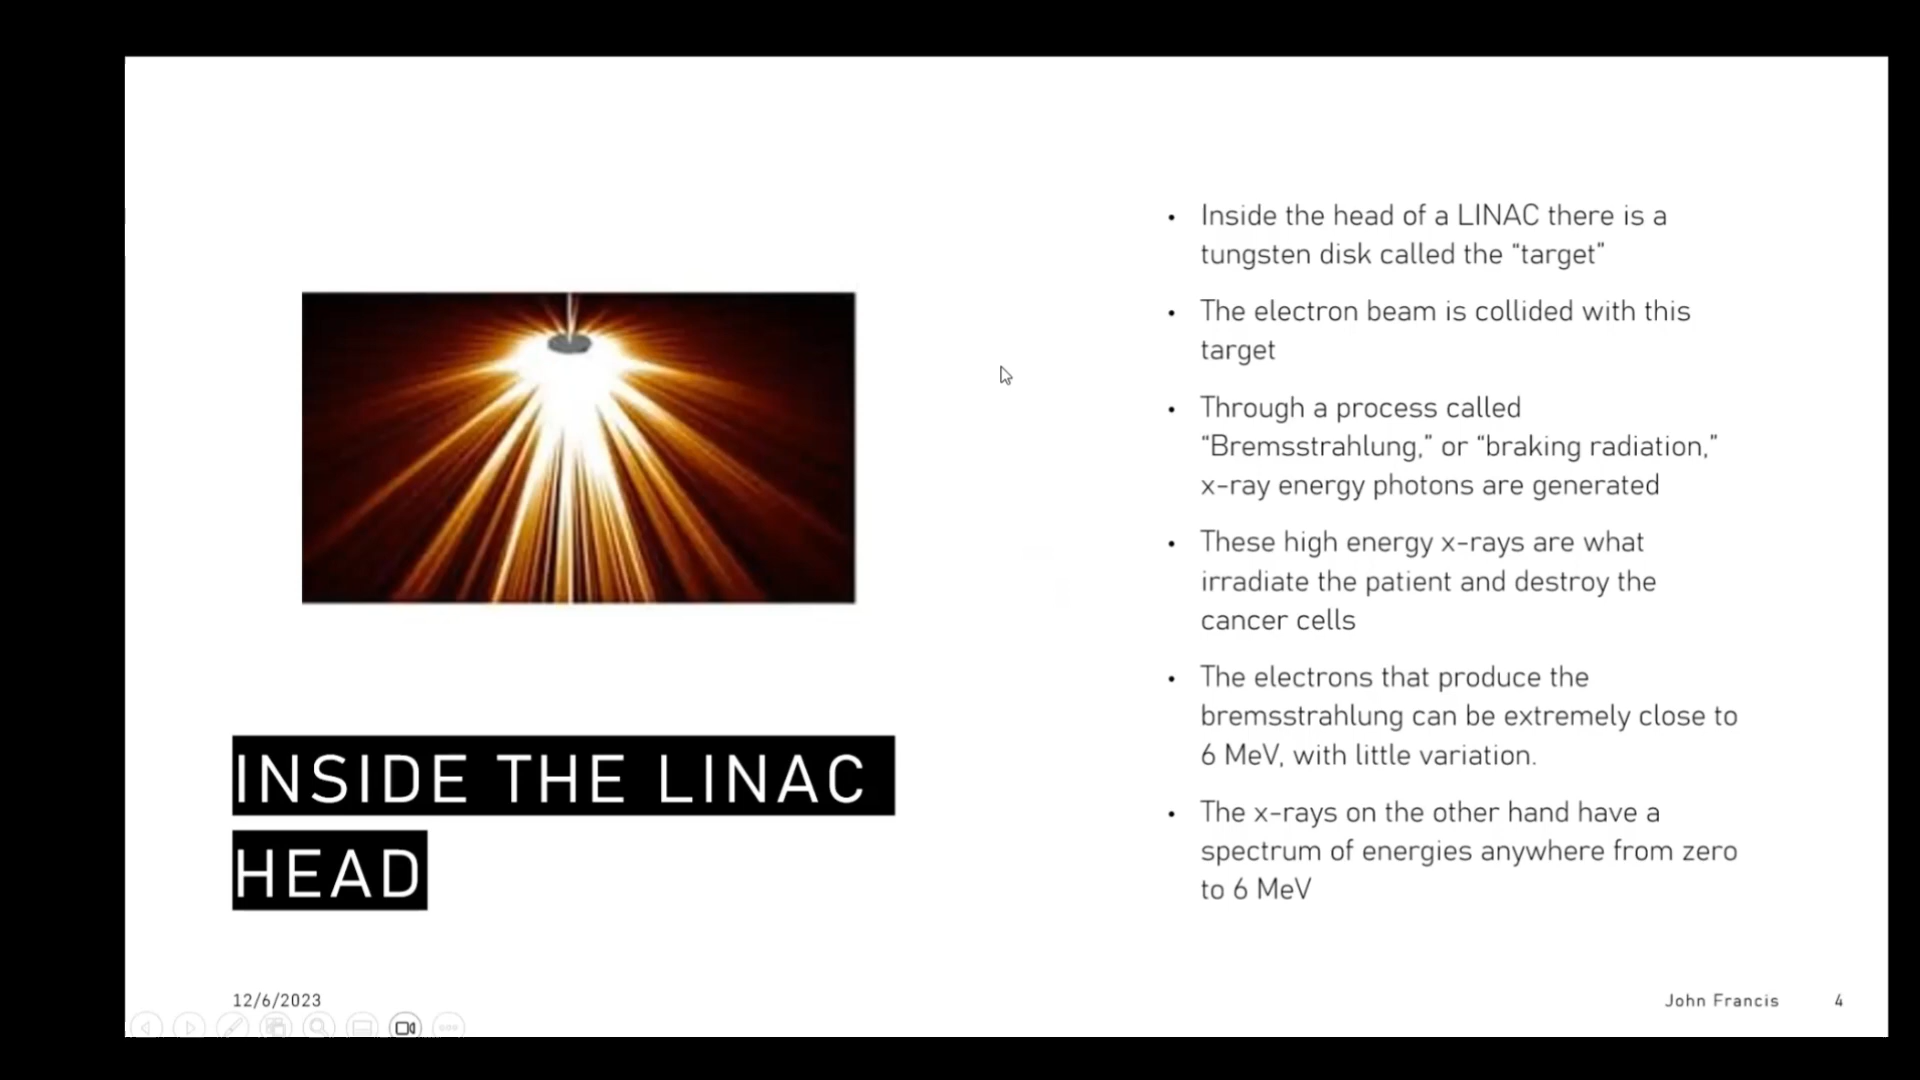 INSIDE THE LINAC
HEAD
• Inside the head of a LINAC there is a
tungsten disk called the “target”
• The electron beam is collided with this
target
• Through a process called
“Bremsstrahlung,” or “braking radiation,”
x-ray energy photons are generated
• These high energy x-rays are what
irradiate the patient and destroy the
cancer cells
• The electrons that produce the
bremsstrahlung can be extremely close to
6 MeV, with little variation.
• The x-rays on the other hand have a
spectrum of energies anywhere from zero
to 6 MeV
12/6/2023
John Francis
4